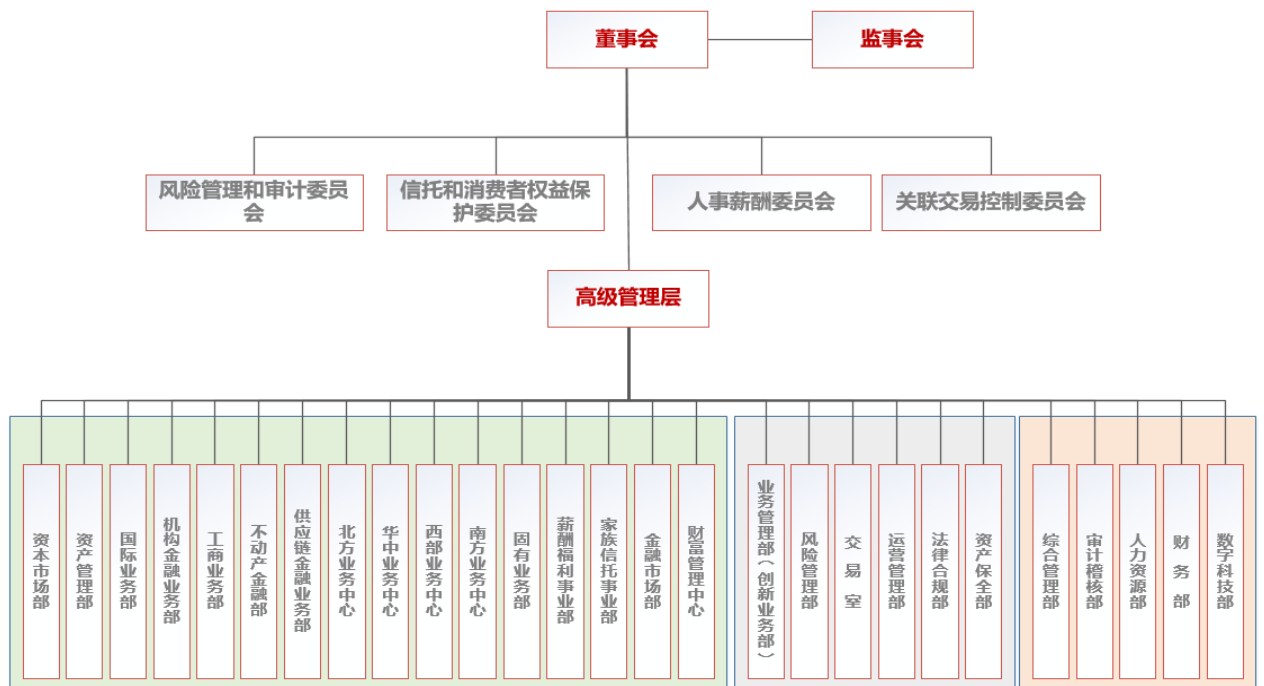 董事会
监事会
风险管理和审计委员
会
信托和消费者权益保
护委员会
人事薪酬委员会
关联交易控制委员会
高级管理层
资本市场部
资产管理部
国际业务部
机构金融业务部
工商业务部
不动产金融部
供应链金融业务部
北方业务中心
华中业务中心
西部业务中心
南方业务中心
固有业务部
薪酬福利事业部
家族信托事业部
金融市场部
财富管理中心
业务管理部（创新业务部）
风险管理部
交 易 室
运营管理部
法律合规部
资产保全部
综合管理部
审计稽核部
人力资源部
财 务 部
数字科技部